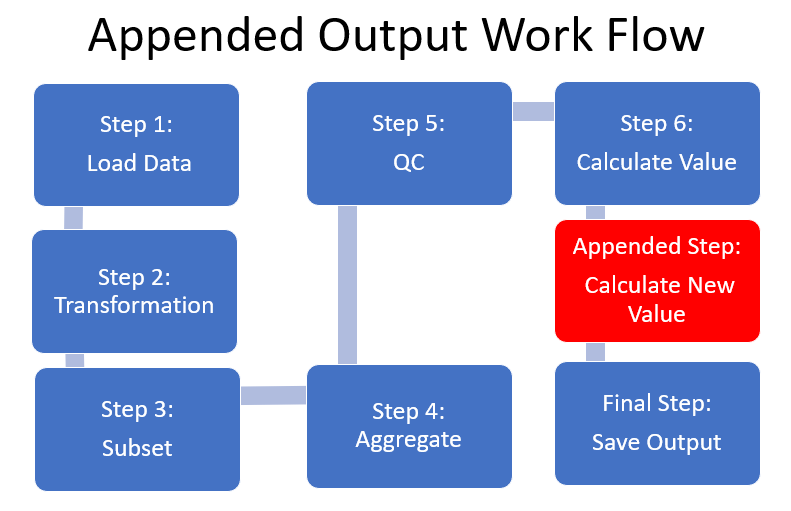 Appended Output Work Flow
Step 1:
Load Data
Step 2:
Transformation
Step 3:
Subset
Step 4:
Aggregate
Step 5:
QC
Step 6:
Calculate Value
Appended Step:
Calculate New
Value
Final Step:
Save Output